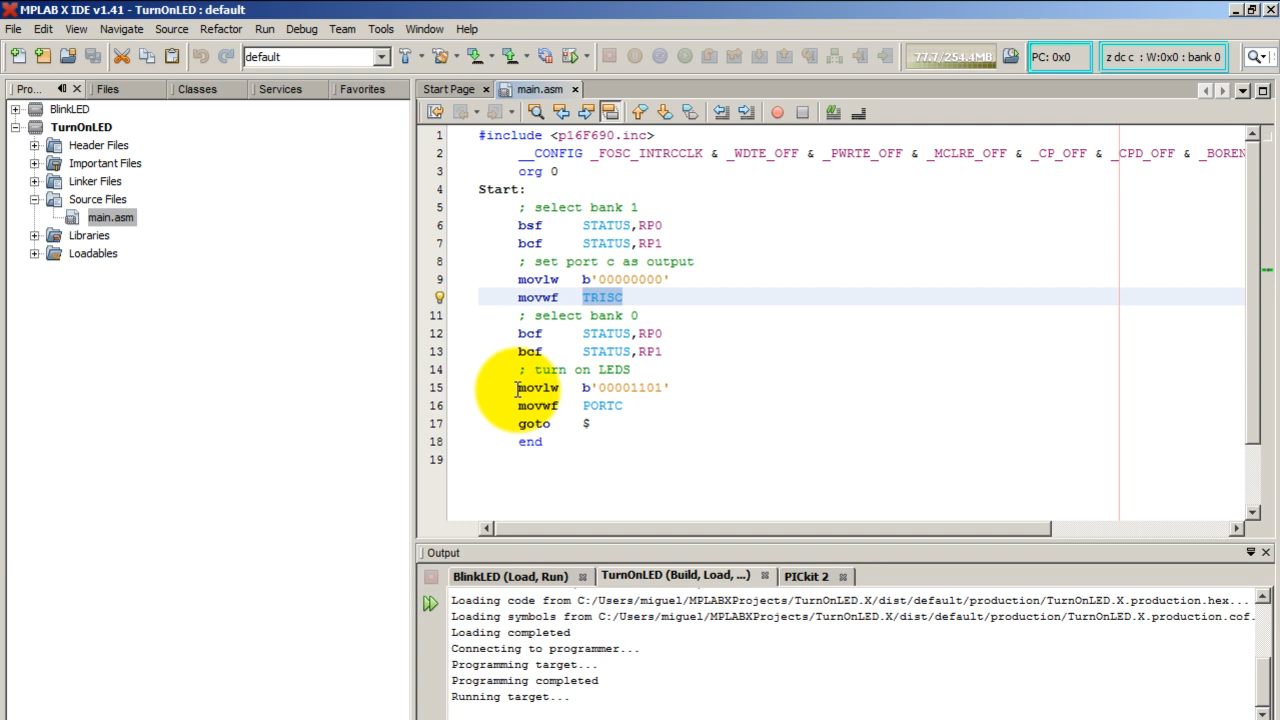 MPLAB X IDE v1.41 - TurnOnLED : default
File Edit View Navigate Source Refactor Run Debug Team Tools Window Help
default 77.7/254.4MB PC: 0x0 z dc c : W:0x0 : bank 0
Pro... Files Classes Services Favorites
BlinkLED
TurnOnLED
Header Files
Important Files
Linker Files
Source Files
main.asm
Libraries
Loadables
Start Page main.asm
1 #include <p16F690.inc>
2 __CONFIG _FOSC_INTRCCLK & _WDTE_OFF & _PWRTE_OFF & _MCLRE_OFF & _CP_OFF & _CPD_OFF & _BOREN
3 org 0
4 Start:
5 ; select bank 1
6 bsf STATUS,RP0
7 bcf STATUS,RP1
8 ; set port c as output
9 movlw b'00000000'
movwf TRISC
11 ; select bank 0
12 bcf STATUS,RP0
13 bcf STATUS,RP1
14 ; turn on LEDS
15 movlw b'00001101'
16 movwf PORTC
17 goto $
18 end
19
Output
BlinkLED (Load, Run) TurnOnLED (Build, Load, ...) PICkit 2
Loading code from C:/Users/miguel/MPLABXProjects/TurnOnLED.X/dist/default/production/TurnOnLED.X.production.hex...
Loading symbols from C:/Users/miguel/MPLABXProjects/TurnOnLED.X/dist/default/production/TurnOnLED.X.production.cof.
Loading completed
Connecting to programmer...
Programming target...
Programming completed
Running target...